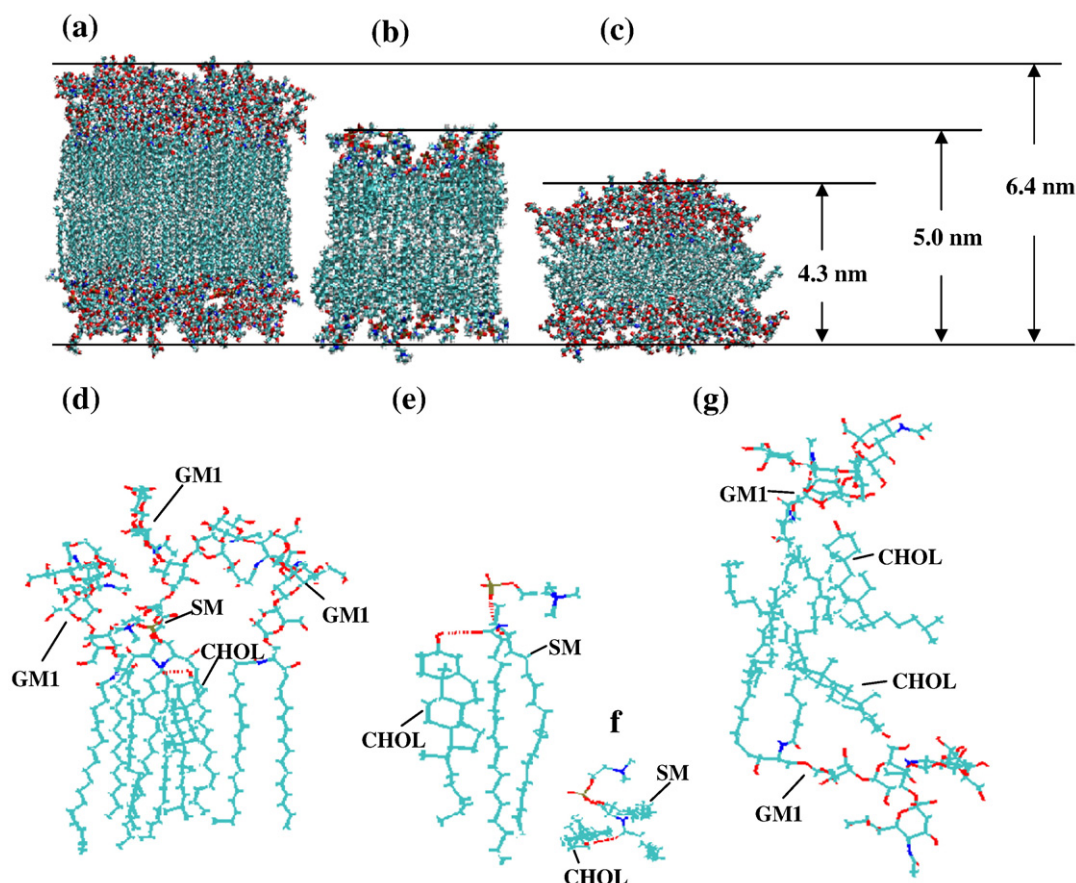 (a)
(b)
(c)
6.4 nm
5.0 nm
4.3 nm
(d)
(e)
(g)
GM1
GM1
SM
GM1
CHOL
GM1
SM
CHOL
f
SM
CHOL
CHOL
CHOL
GM1